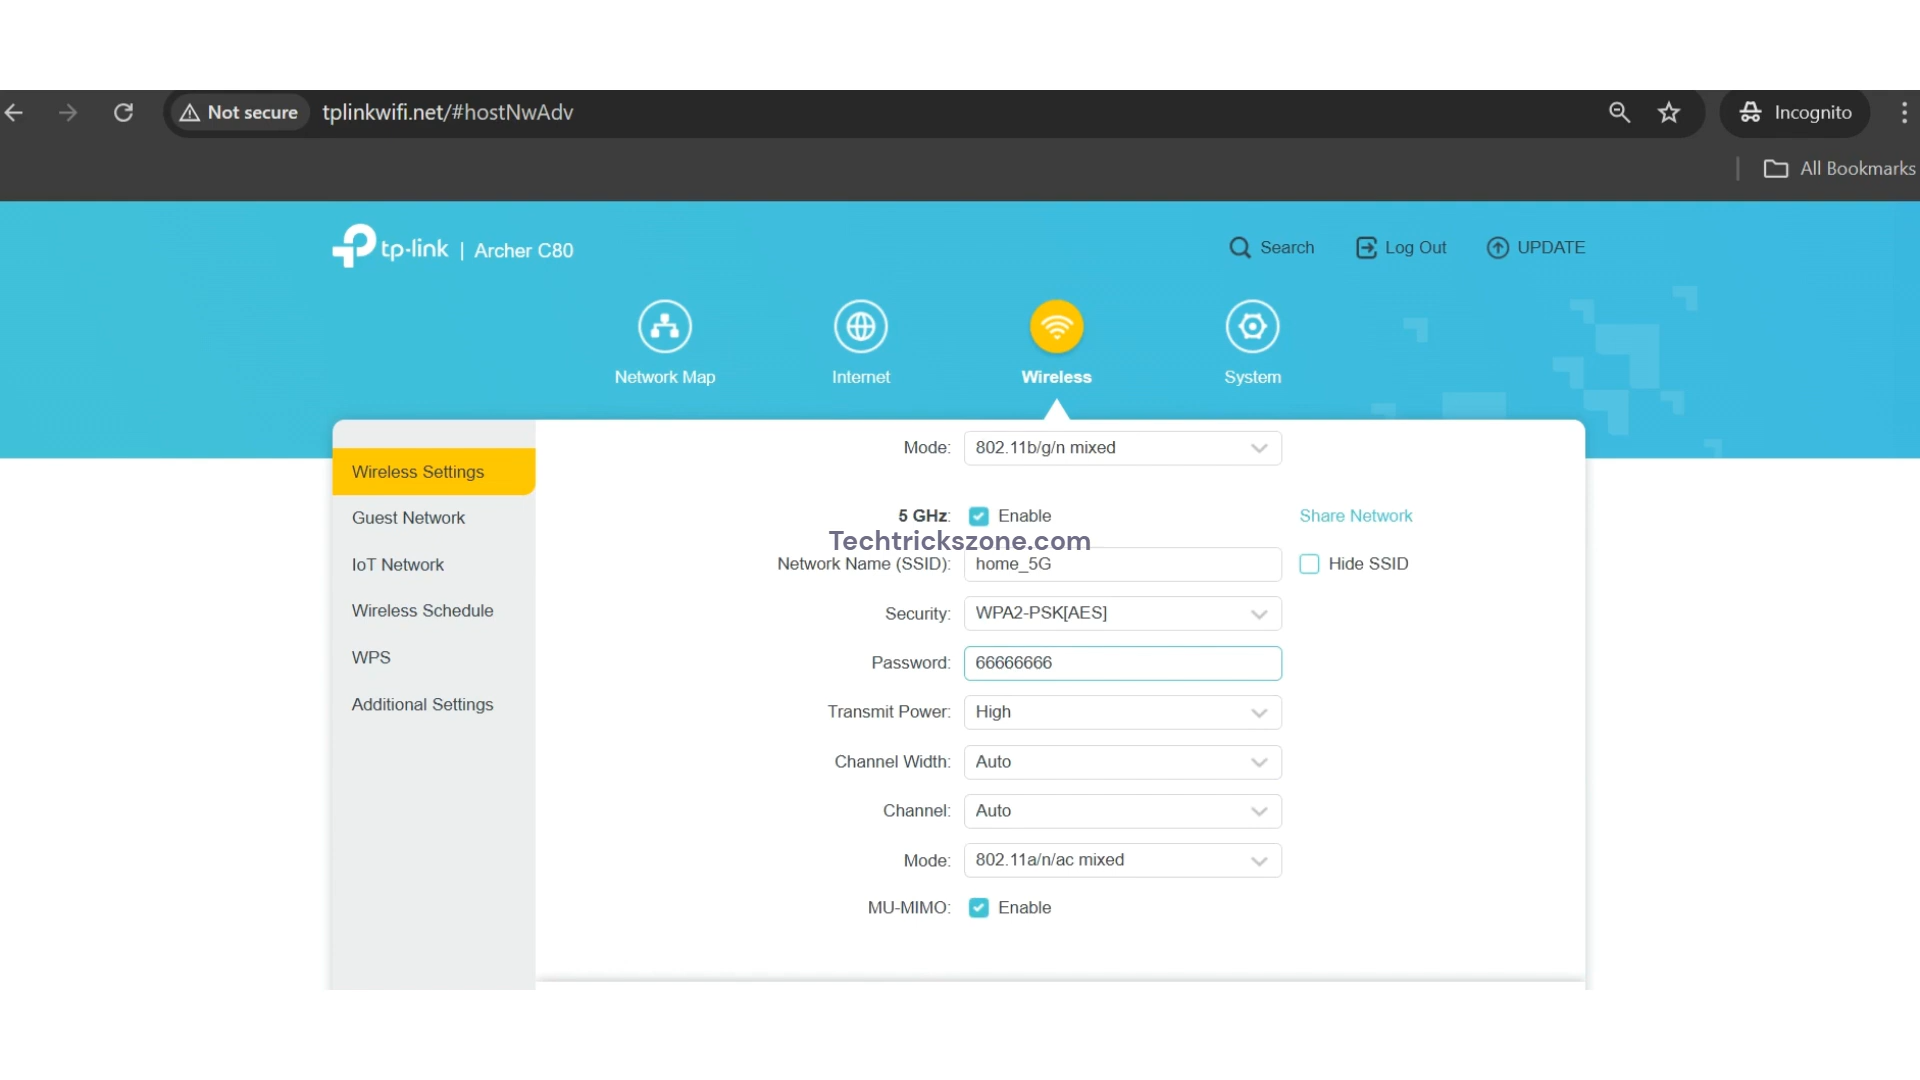 Not secure tplinkwifi.net/#hostNwAdv Incognito
All Bookmarks
tp-link | Archer C80 Search Log Out UPDATE
Network Map Internet Wireless System
Mode: 802.11b/g/n mixed
Wireless Settings
Guest Network
IoT Network
Wireless Schedule
WPS
Additional Settings
5 GHz: Enable Share Network
Techtrickszone.com
Network Name (SSID): home_5G Hide SSID
Security: WPA2-PSK[AES]
Password: 66666666
Transmit Power: High
Channel Width: Auto
Channel: Auto
Mode: 802.11a/n/ac mixed
MU-MIMO: Enable